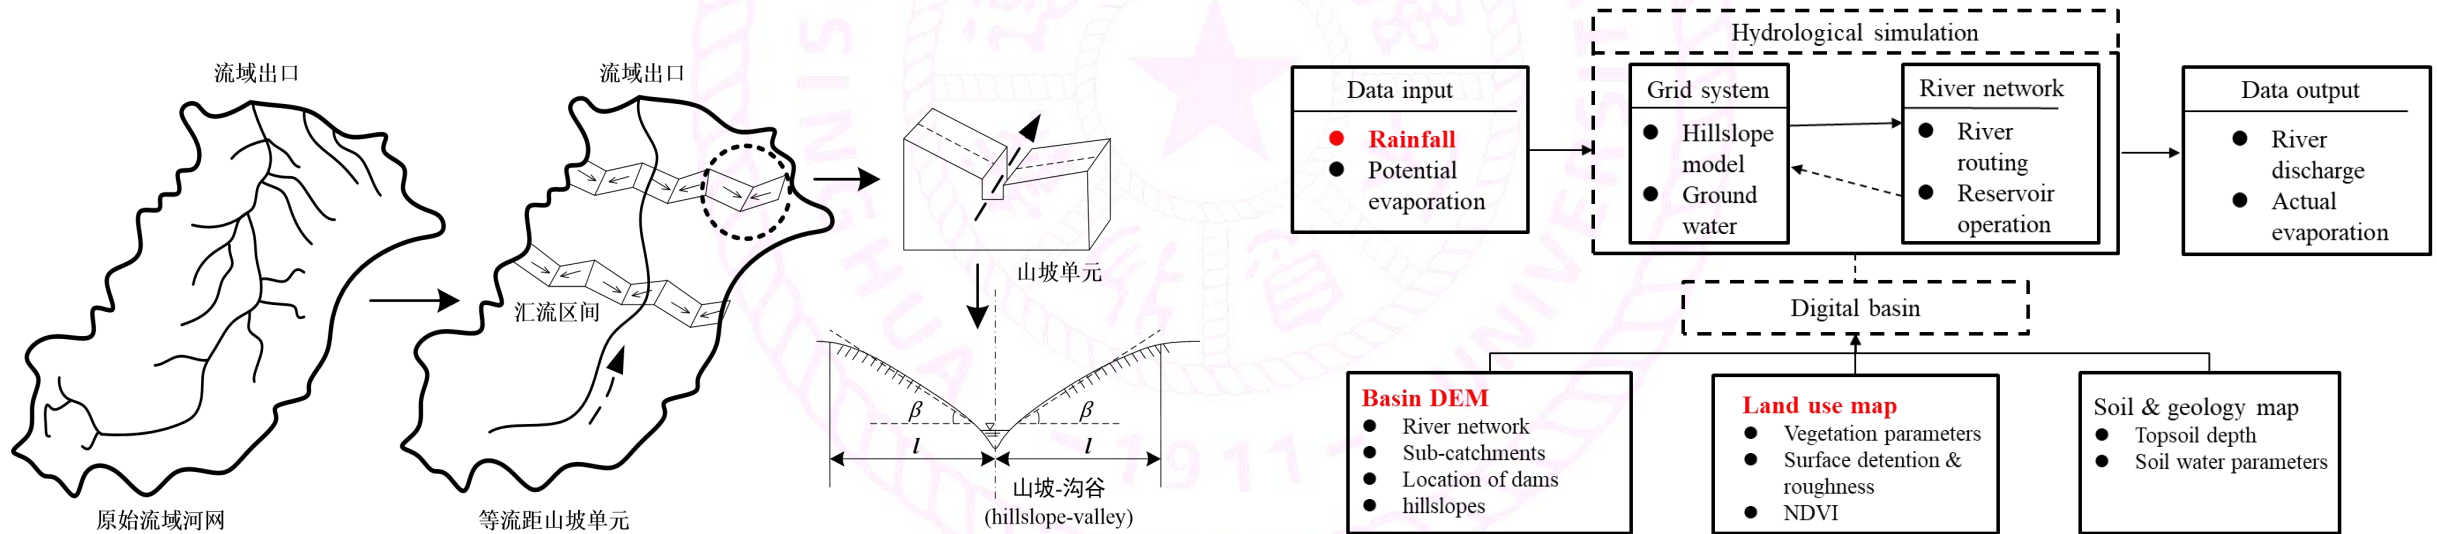 流域出口
原始流域河网
流域出口
汇流区间
等流距山坡单元
山坡单元
β
β
l
l
山坡-沟谷
(hillslope-valley)
Data input
Rainfall
Potential
evaporation
Hydrological simulation
Grid system
Hillslope
model
Ground
water
River network
River
routing
Reservoir
operation
Data output
River
discharge
Actual
evaporation
Digital basin
Basin DEM
River network
Sub-catchments
Location of dams
hillslopes
Land use map
Vegetation parameters
Surface detention &
roughness
NDVI
Soil & geology map
Topsoil depth
Soil water parameters
-1911-